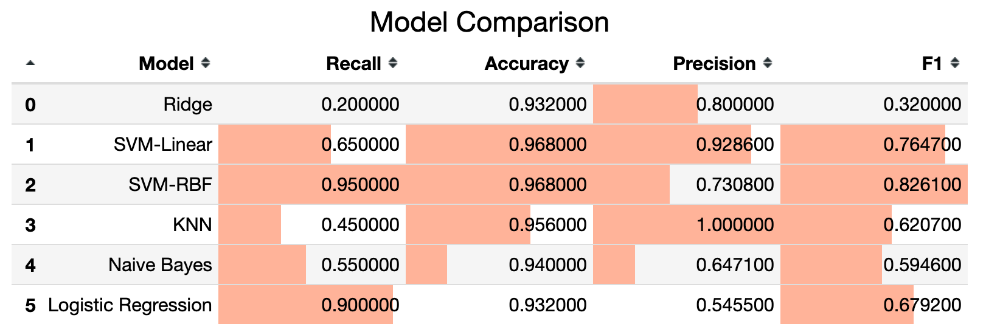 Model Comparison
Model Recall Accuracy Precision F1
0 Ridge 0.200000 0.932000 0.800000 0.320000
1 SVM-Linear 0.650000 0.968000 0.928600 0.764700
2 SVM-RBF 0.950000 0.968000 0.730800 0.826100
3 KNN 0.450000 0.956000 1.000000 0.620700
4 Naive Bayes 0.550000 0.940000 0.647100 0.594600
5 Logistic Regression 0.900000 0.932000 0.545500 0.679200